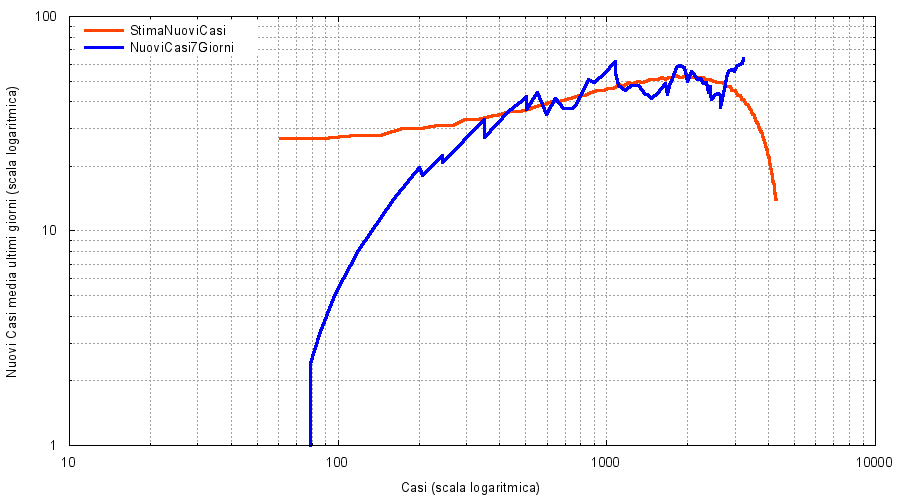 100
StimaNuoviCasi
NuoviCasi7Giorni
Nuovi Casi media ultimi giorni (scala logaritmica)
10
1
10
100
1000
10000
Casi (scala logaritmica)